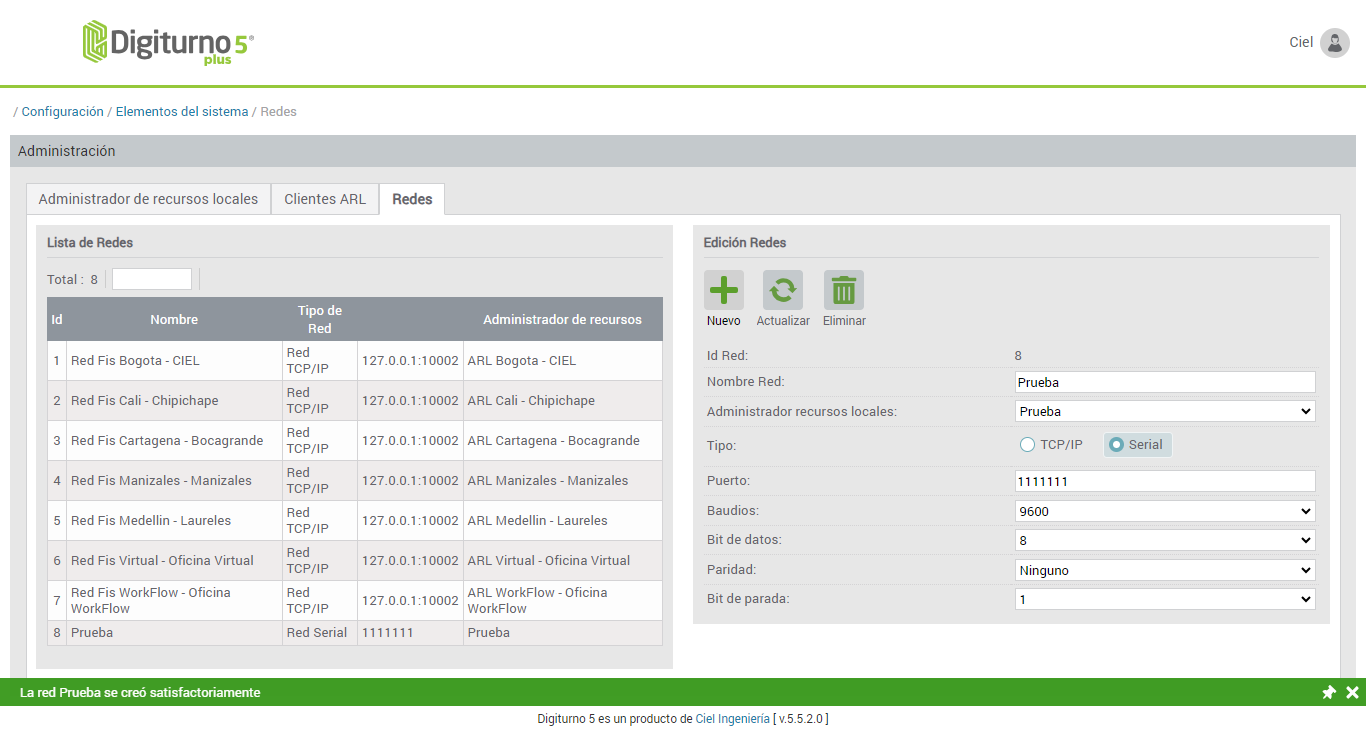 Digiturno 5®
plus
Ciel
/ Configuración / Elementos del sistema / Redes
Administración
Administrador de recursos locales Clientes ARL Redes
Lista de Redes
Total : 8
Id Nombre Tipo de Red Administrador de recursos
1 Red Fis Bogota - CIEL Red TCP/IP 127.0.0.1:10002 ARL Bogota - CIEL
2 Red Fis Cali - Chipichape Red TCP/IP 127.0.0.1:10002 ARL Cali - Chipichape
3 Red Fis Cartagena - Bocagrande Red TCP/IP 127.0.0.1:10002 ARL Cartagena - Bocagrande
4 Red Fis Manizales - Manizales Red TCP/IP 127.0.0.1:10002 ARL Manizales - Manizales
5 Red Fis Medellin - Laureles Red TCP/IP 127.0.0.1:10002 ARL Medellin - Laureles
6 Red Fis Virtual - Oficina Virtual Red TCP/IP 127.0.0.1:10002 ARL Virtual - Oficina Virtual
7 Red Fis WorkFlow - Oficina WorkFlow Red TCP/IP 127.0.0.1:10002 ARL WorkFlow - Oficina WorkFlow
8 Prueba Red Serial 1111111 Prueba
Edición Redes
Nuevo Actualizar Eliminar
Id Red: 8
Nombre Red: Prueba
Administrador recursos locales: Prueba
Tipo: TCP/IP Serial
Puerto: 1111111
Baudios: 9600
Bit de datos: 8
Paridad: Ninguno
Bit de parada: 1
La red Prueba se creó satisfactoriamente
Digiturno 5 es un producto de Ciel Ingeniería [ v.5.5.2.0 ]